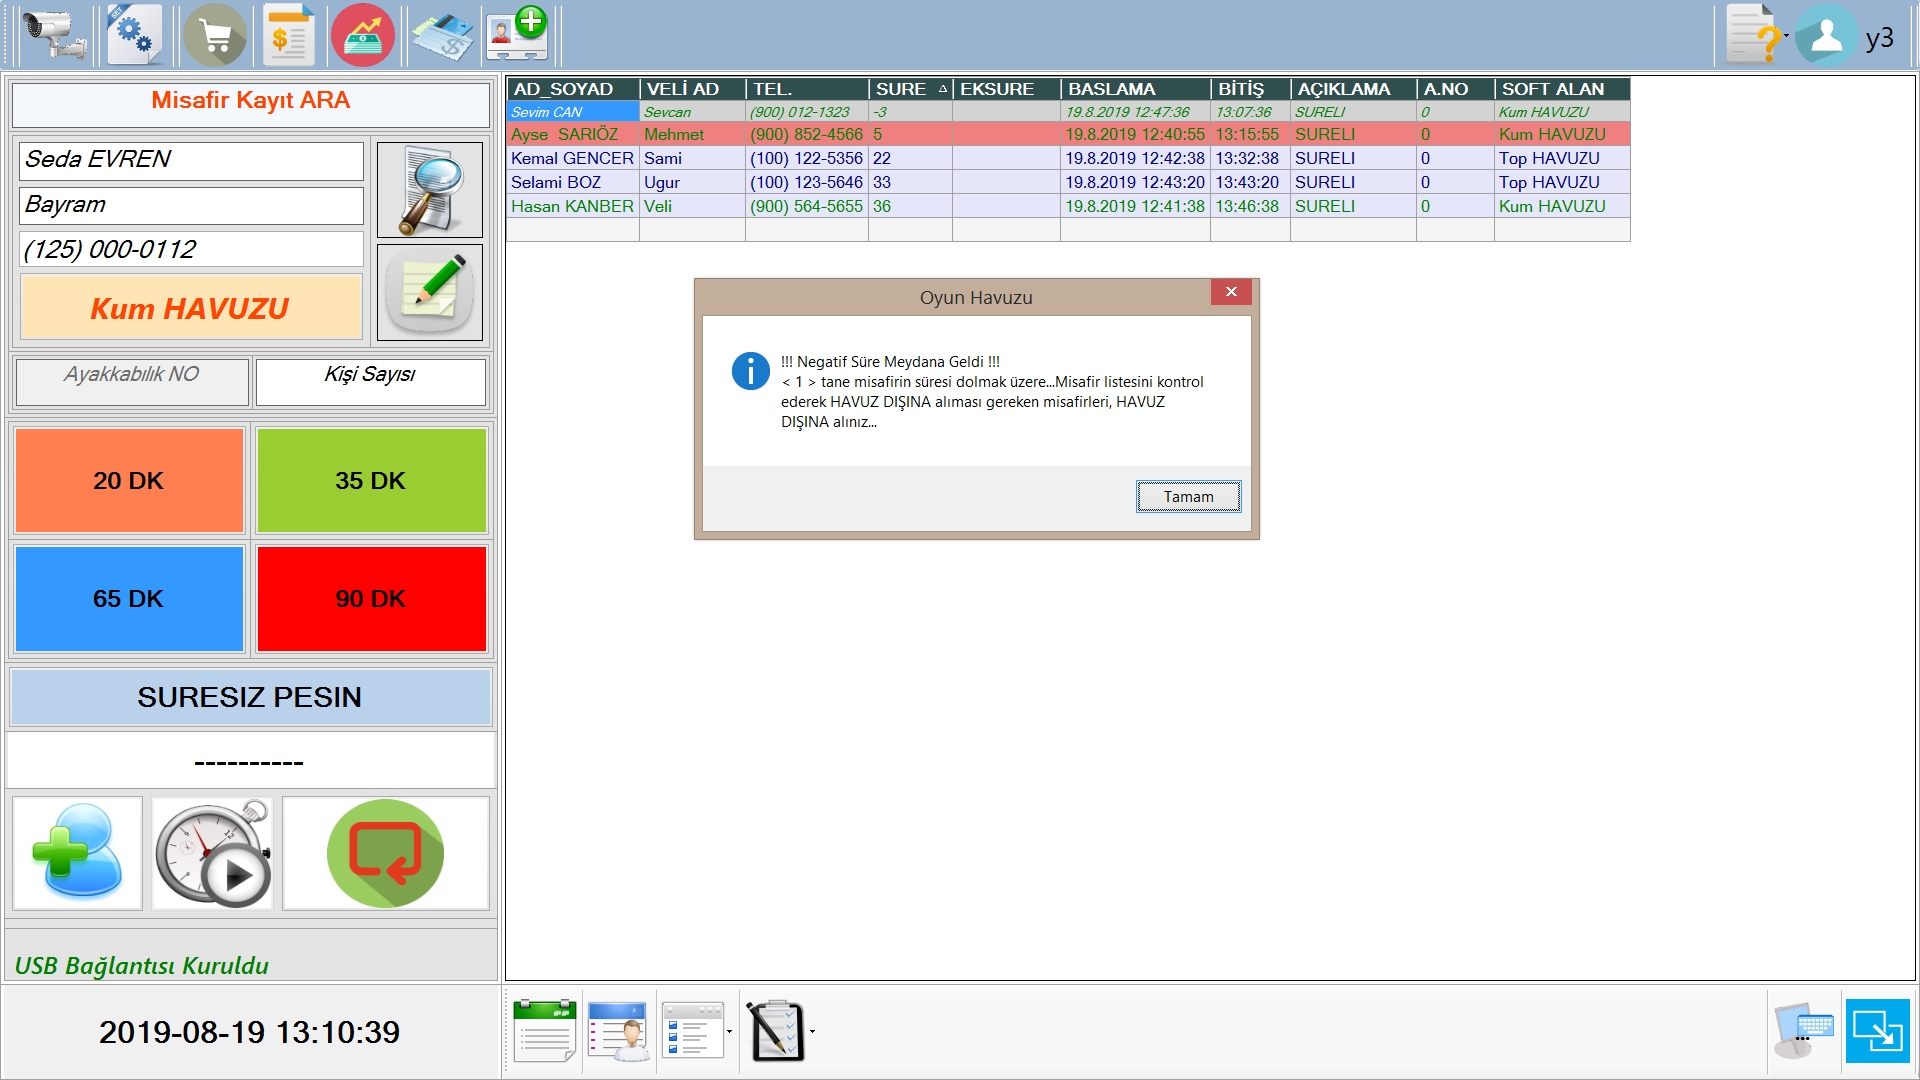 y3
Misafir Kayıt ARA
Seda EVREN
Bayram
(125) 000-0112
Kum HAVUZU
Ayakkabılık NO
Kişi Sayısı
20 DK
35 DK
65 DK
90 DK
SURESIZ PESIN
----------
USB Bağlantısı Kuruldu
2019-08-19 13:10:39
AD_SOYAD VELİ AD TEL. SURE EKSURE BASLAMA BİTİŞ AÇIKLAMA A.NO SOFT ALAN
Sevim CAN Sevcan (900) 012-1323 -3 19.8.2019 12:47:36 13:07:36 SURELI 0 Kum HAVUZU
Ayse SARIÖZ Mehmet (900) 852-4566 5 19.8.2019 12:40:55 13:15:55 SURELI 0 Kum HAVUZU
Kemal GENCER Sami (100) 122-5356 22 19.8.2019 12:42:38 13:32:38 SURELI 0 Top HAVUZU
Selami BOZ Ugur (100) 123-5646 33 19.8.2019 12:43:20 13:43:20 SURELI 0 Top HAVUZU
Hasan KANBER Veli (900) 564-5655 36 19.8.2019 12:41:38 13:46:38 SURELI 0 Kum HAVUZU
Oyun Havuzu
!!! Negatif Süre Meydana Geldi !!!
< 1 > tane misafirin süresi dolmak üzere...Misafir listesini kontrol
ederek HAVUZ DIŞINA alıması gereken misafirleri, HAVUZ
DIŞINA alınız...
Tamam